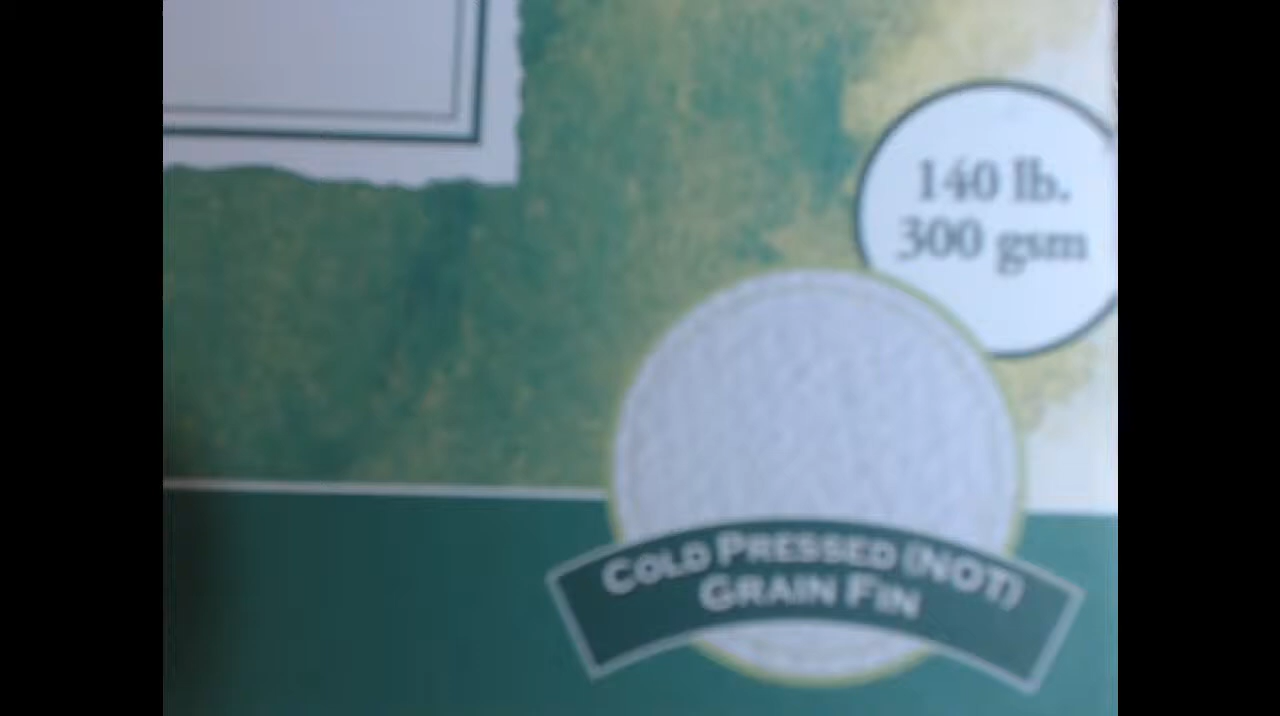 140 lb.
300 gsm
COLD PRESSED (NOT)
GRAIN FIN